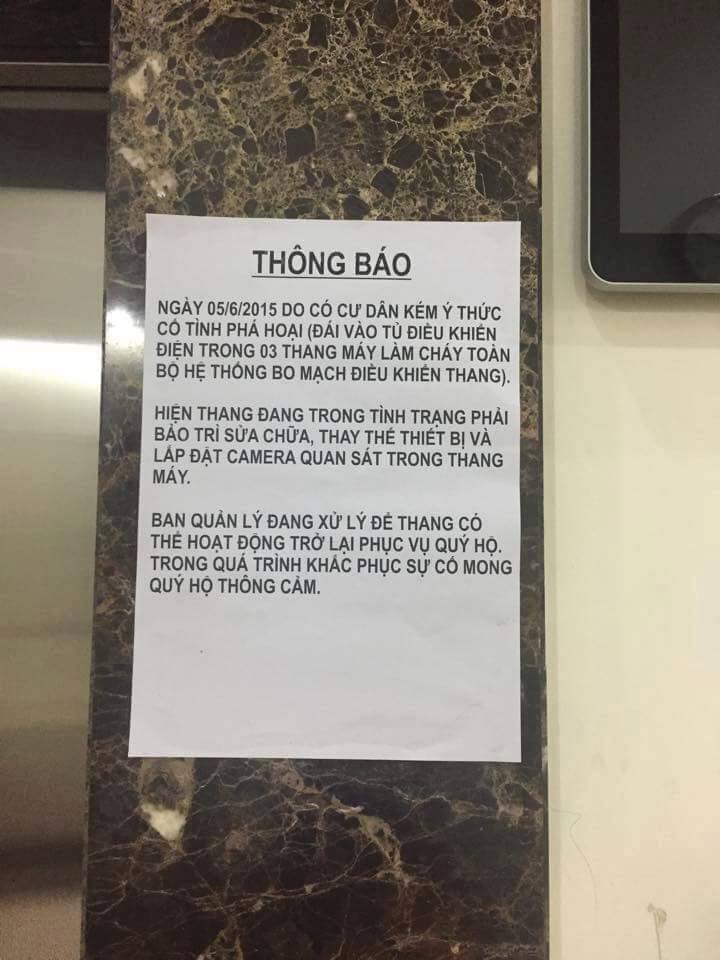 THÔNG BÁO
NGÀY 05/6/2015 DO CÓ CƯ DÂN KÉM Ý THỨC
CỐ TÌNH PHÁ HOẠI (ĐÁI VÀO TỦ ĐIỀU KHIỂN
ĐIỆN TRONG 03 THANG MÁY LÀM CHÁY TOÀN
BỘ HỆ THỐNG BO MẠCH ĐIỀU KHIỂN THANG).
HIỆN THANG ĐANG TRONG TÌNH TRẠNG PHẢI
BẢO TRÌ SỬA CHỮA, THAY THẾ THIẾT BỊ VÀ
LẮP ĐẶT CAMERA QUAN SÁT TRONG THANG
MÁY.
BAN QUẢN LÝ ĐANG XỬ LÝ ĐỂ THANG CÓ
THỂ HOẠT ĐỘNG TRỞ LẠI PHỤC VỤ QUÝ HỘ.
TRONG QUÁ TRÌNH KHẮC PHỤC SỰ CỐ MONG
QUÝ HỘ THÔNG CẢM.